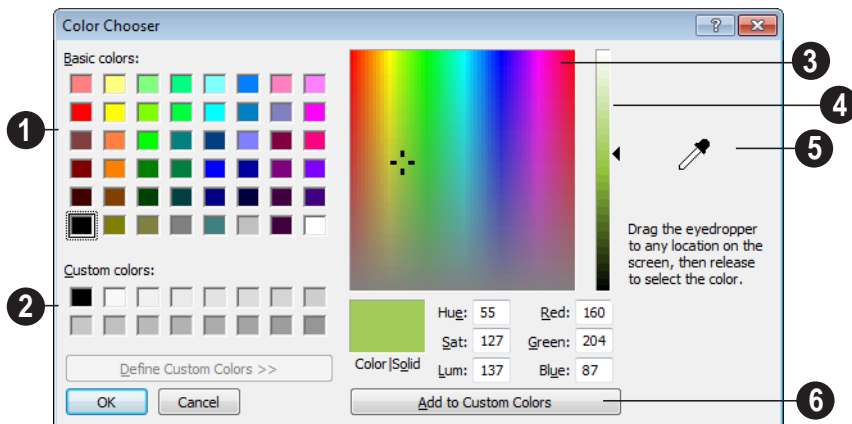 Color Chooser
?
Basic colors:
1
3
4
5
Drag the eyedropper
to any location on the
screen, then release
to select the color.
Custom colors:
2
Hue: 55 Red: 160
Sat: 127 Green: 204
Color|Solid Lum: 137 Blue: 87
Define Custom Colors >>
OK Cancel Add to Custom Colors
6